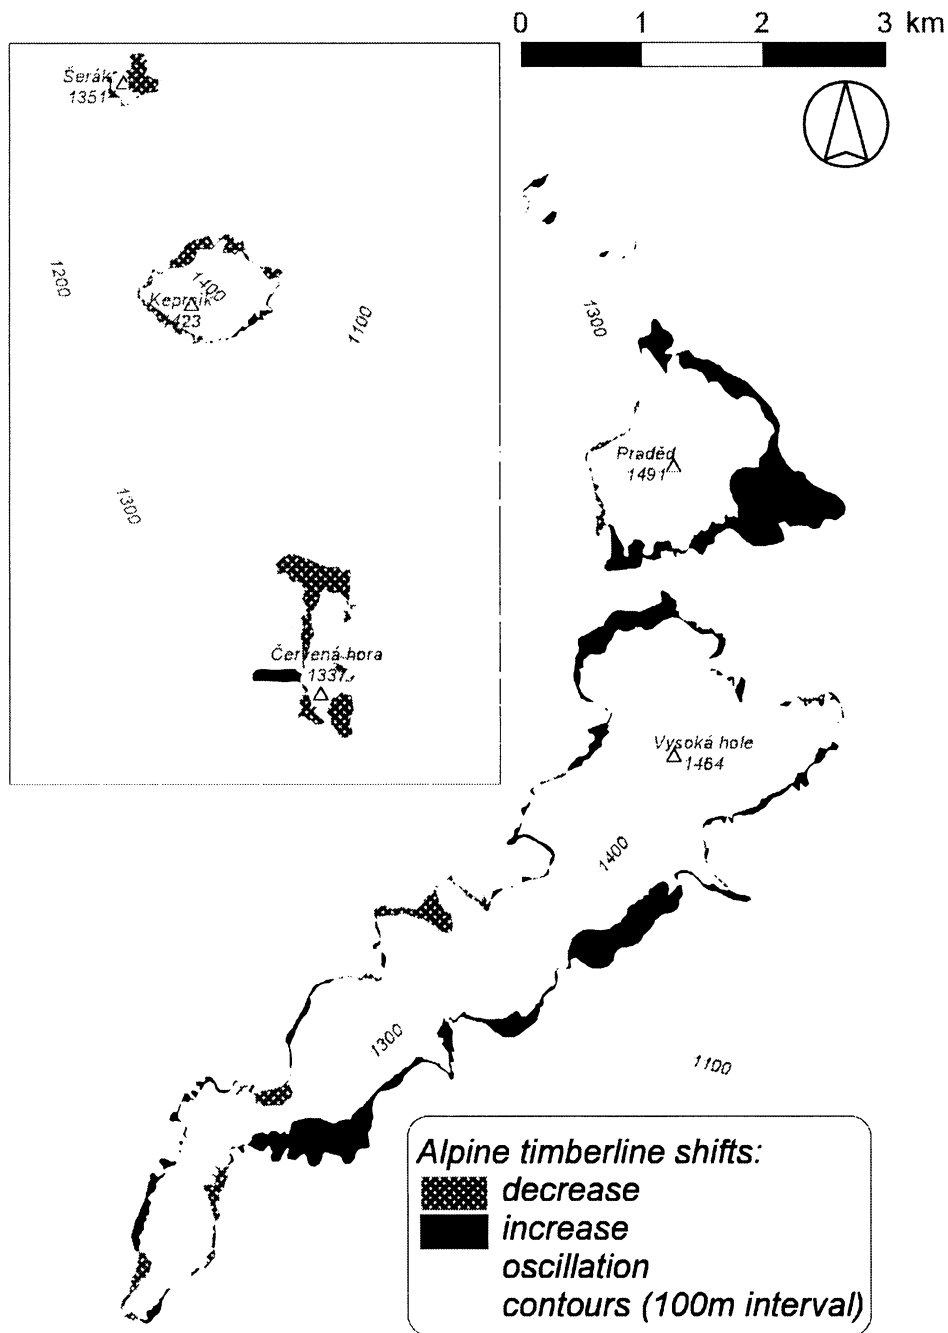 0 1 2 3 km
Šerák
1351
1200
1400
Keprník
423
1100
1300
1300
Praděd
1491
Červená hora
1337
Vysoká hole
1464
1400
1300
1100
Alpine timberline shifts:
decrease
increase
oscillation
contours (100m interval)